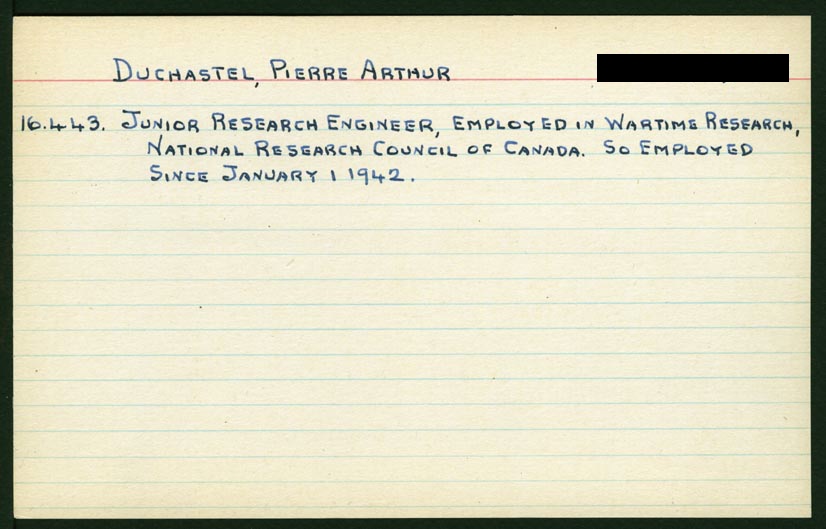 DUCHASTEL, PIERRE ARTHUR
16.4.43. JUNIOR RESEARCH ENGINEER, EMPLOYED IN WARTIME RESEARCH,
NATIONAL RESEARCH COUNCIL OF CANADA. SO EMPLOYED
SINCE JANUARY 1 1942.